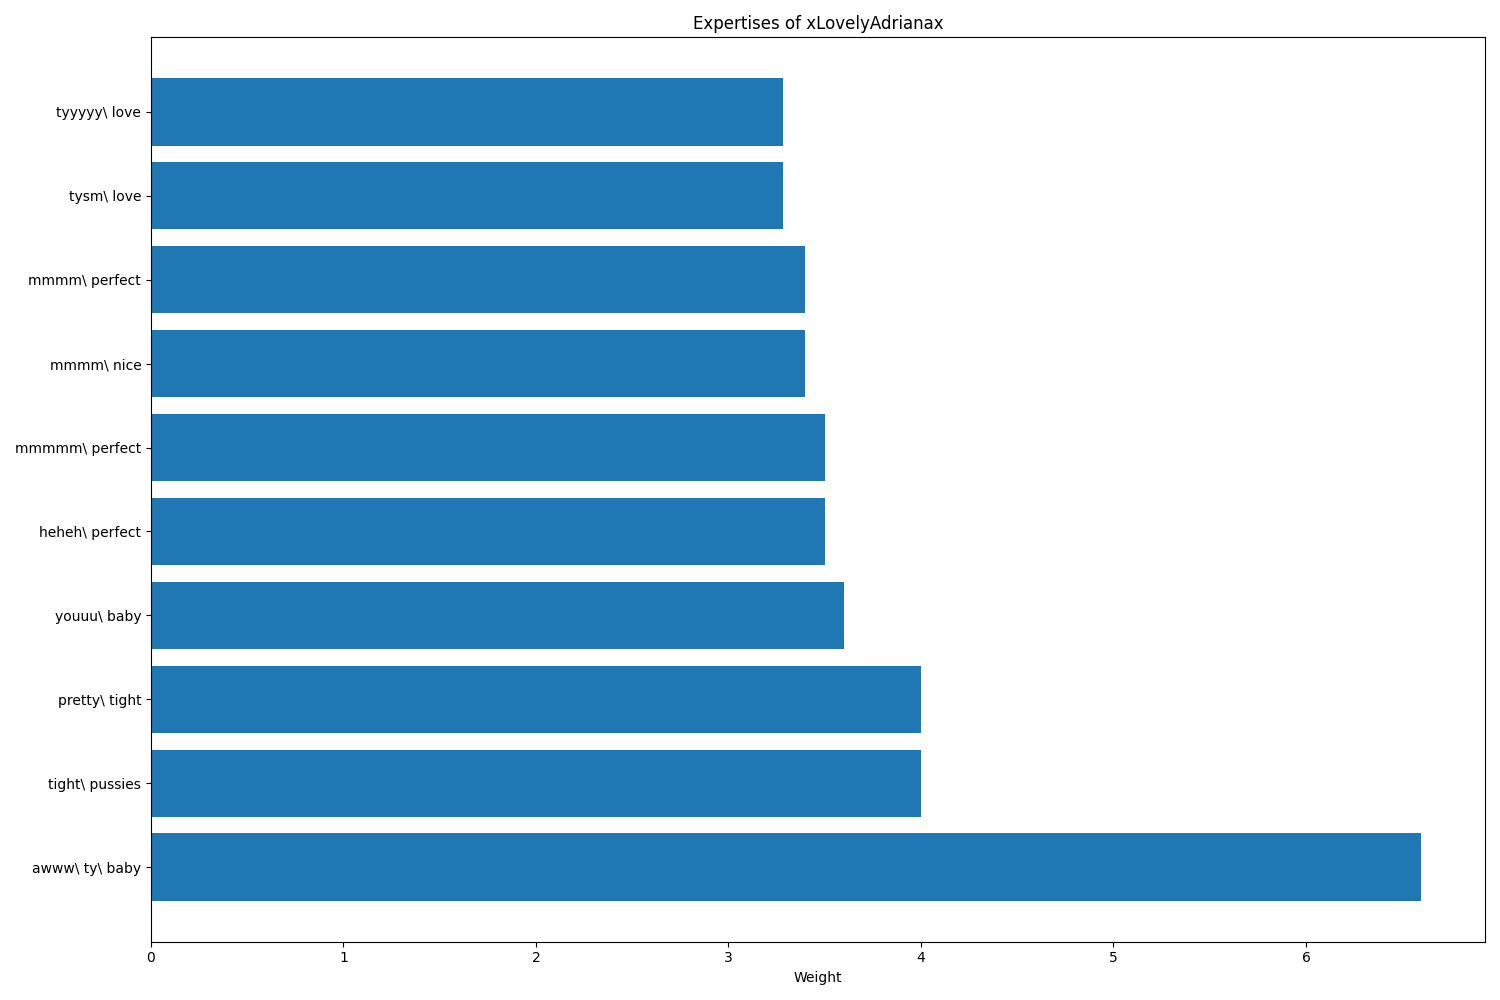 Expertises of xLovelyAdrianax
tyyyyy\ love
tysm\ love
mmmm\ perfect
mmmm\ nice
mmmmm\ perfect
heheh\ perfect
youuu\ baby
pretty\ tight
tight\ pussies
awww\ ty\ baby
0 1 2 3 4 5 6
Weight